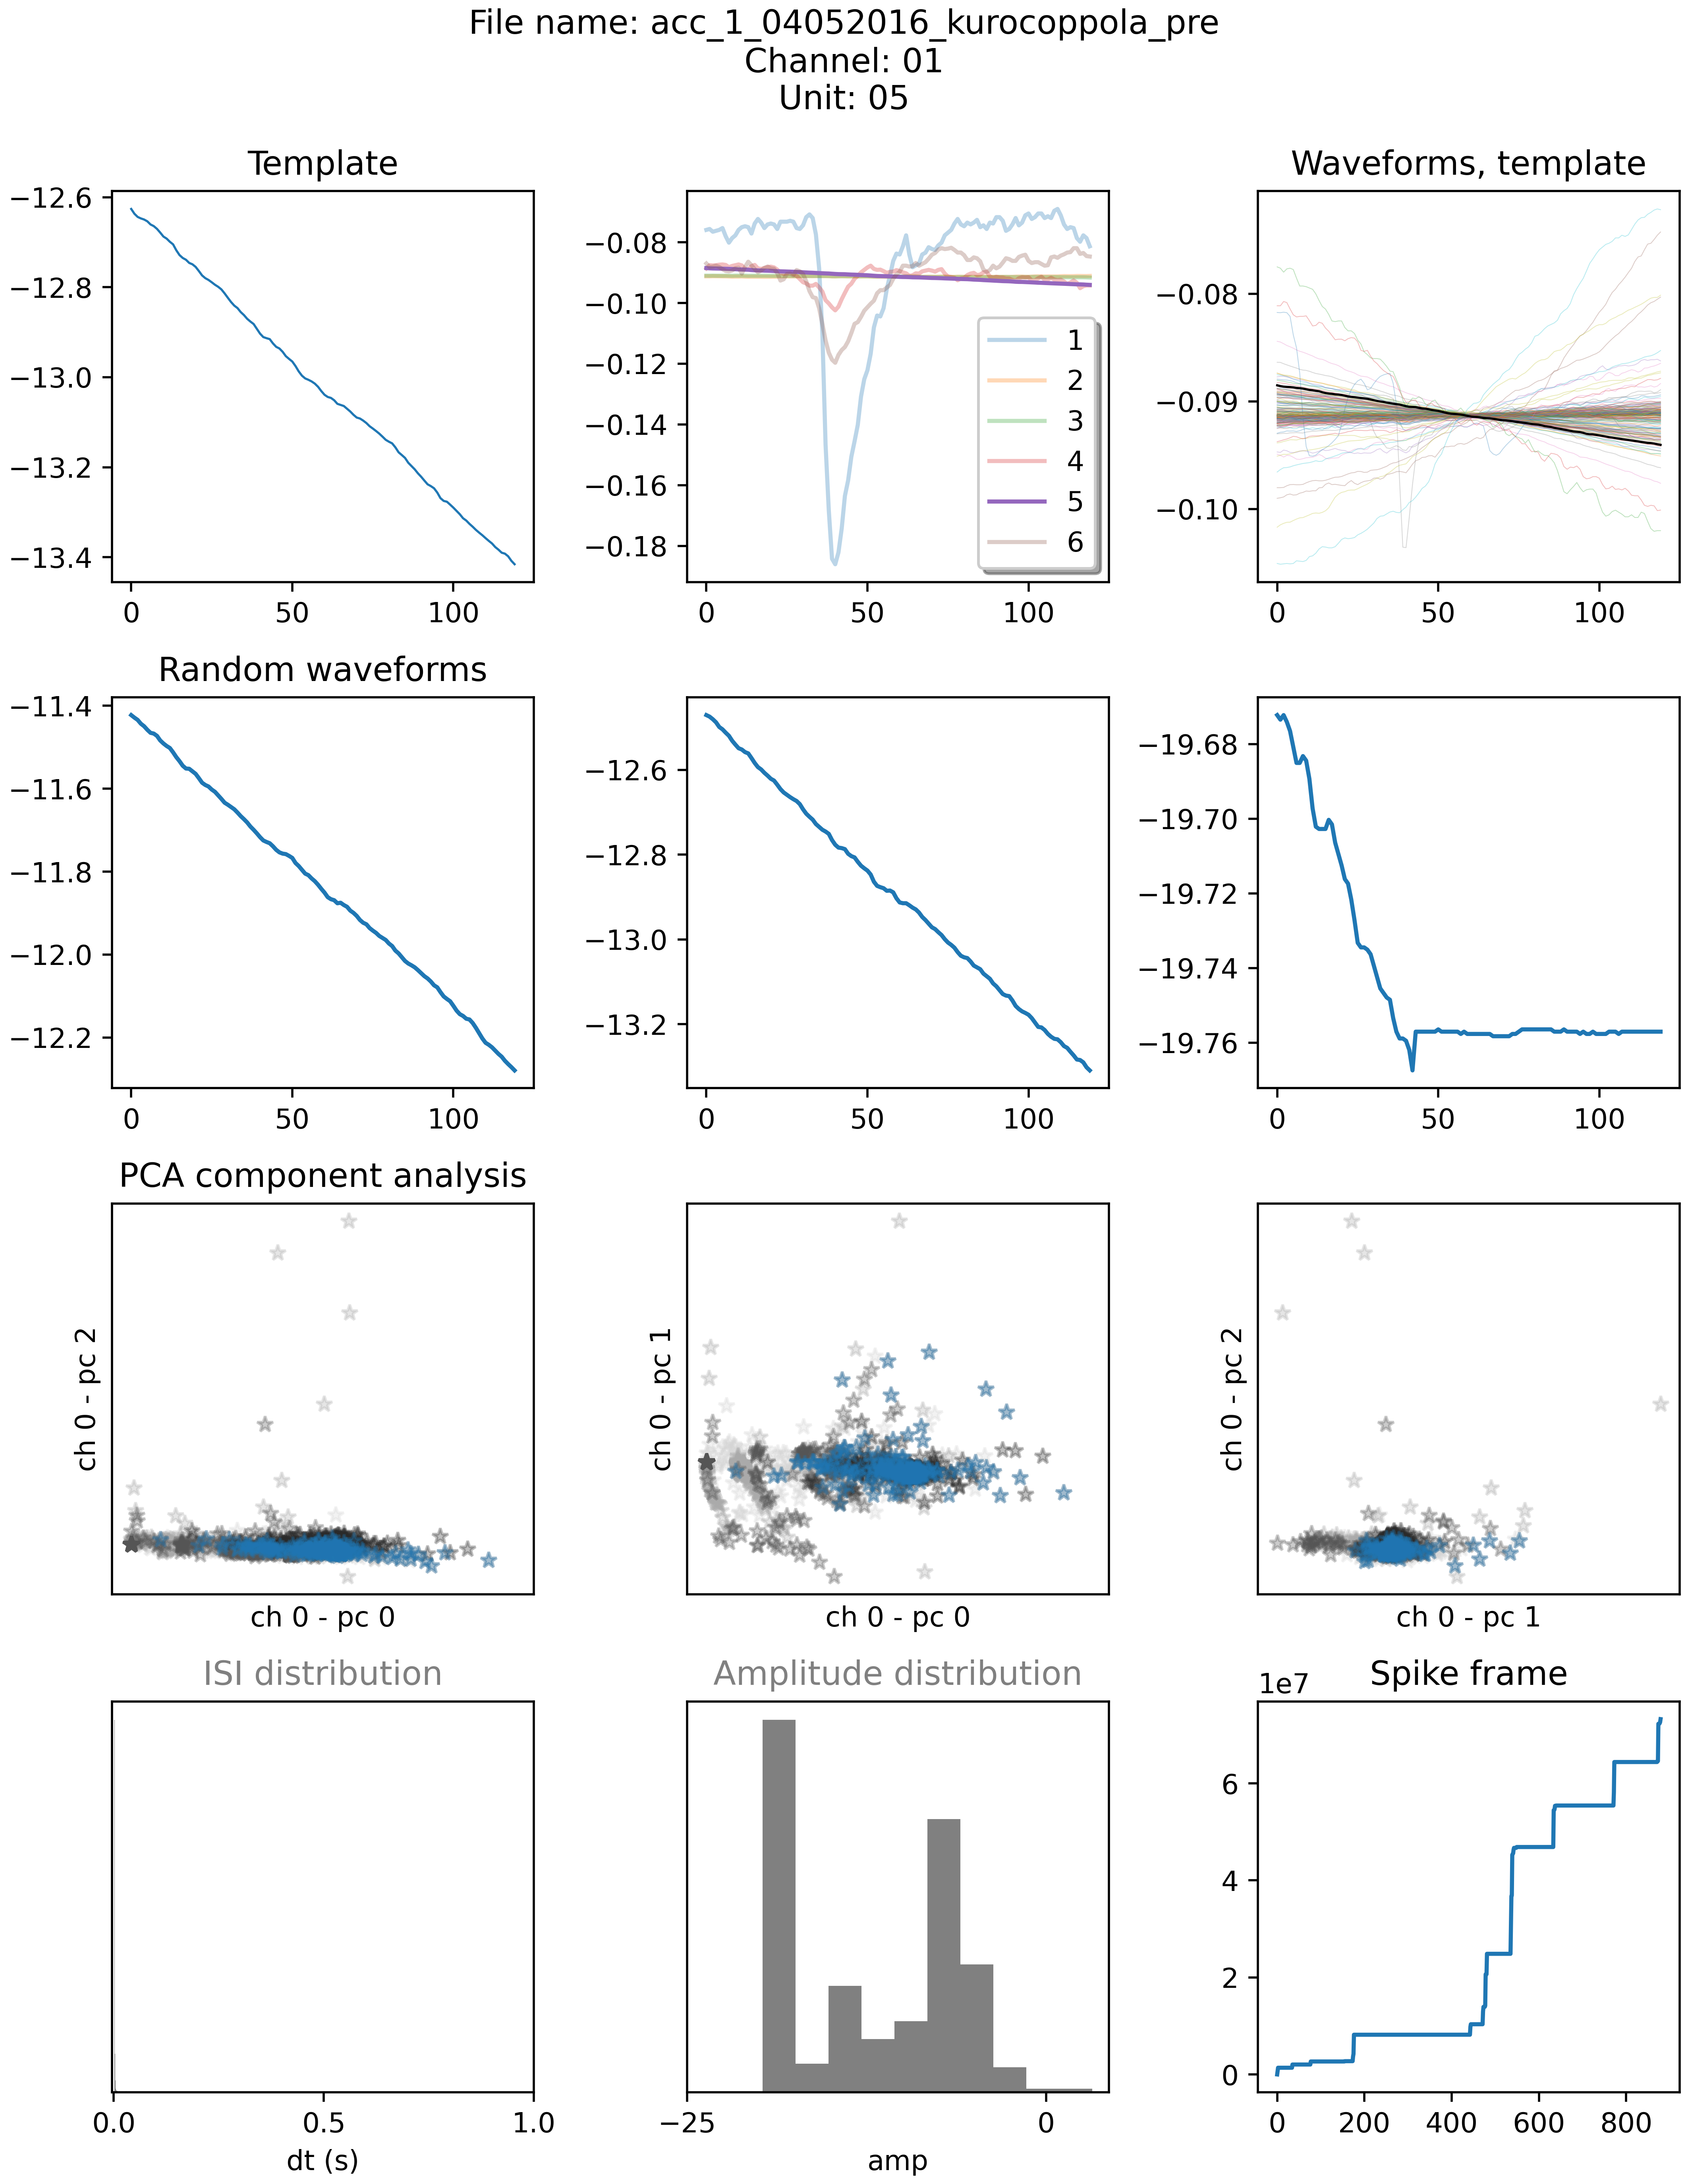 File name: acc_1_04052016_kurocoppola_pre
Channel: 01
Unit: 05
Template
Waveforms, template
−12.6
−12.8
−13.0
−13.2
−13.4
0 50 100
−0.08
−0.10
−0.12
−0.14
−0.16
−0.18
1
2
3
4
5
6
0 50 100
−0.08
−0.09
−0.10
0 50 100
Random waveforms
−11.4
−11.6
−11.8
−12.0
−12.2
0 50 100
−12.6
−12.8
−13.0
−13.2
0 50 100
−19.68
−19.70
−19.72
−19.74
−19.76
0 50 100
PCA component analysis
ch 0 - pc 2
ch 0 - pc 0
ch 0 - pc 1
ch 0 - pc 0
ch 0 - pc 2
ch 0 - pc 1
ISI distribution
0.0 0.5 1.0
dt (s)
Amplitude distribution
−25 0
amp
Spike frame
1e7
6
4
2
0
0 200 400 600 800